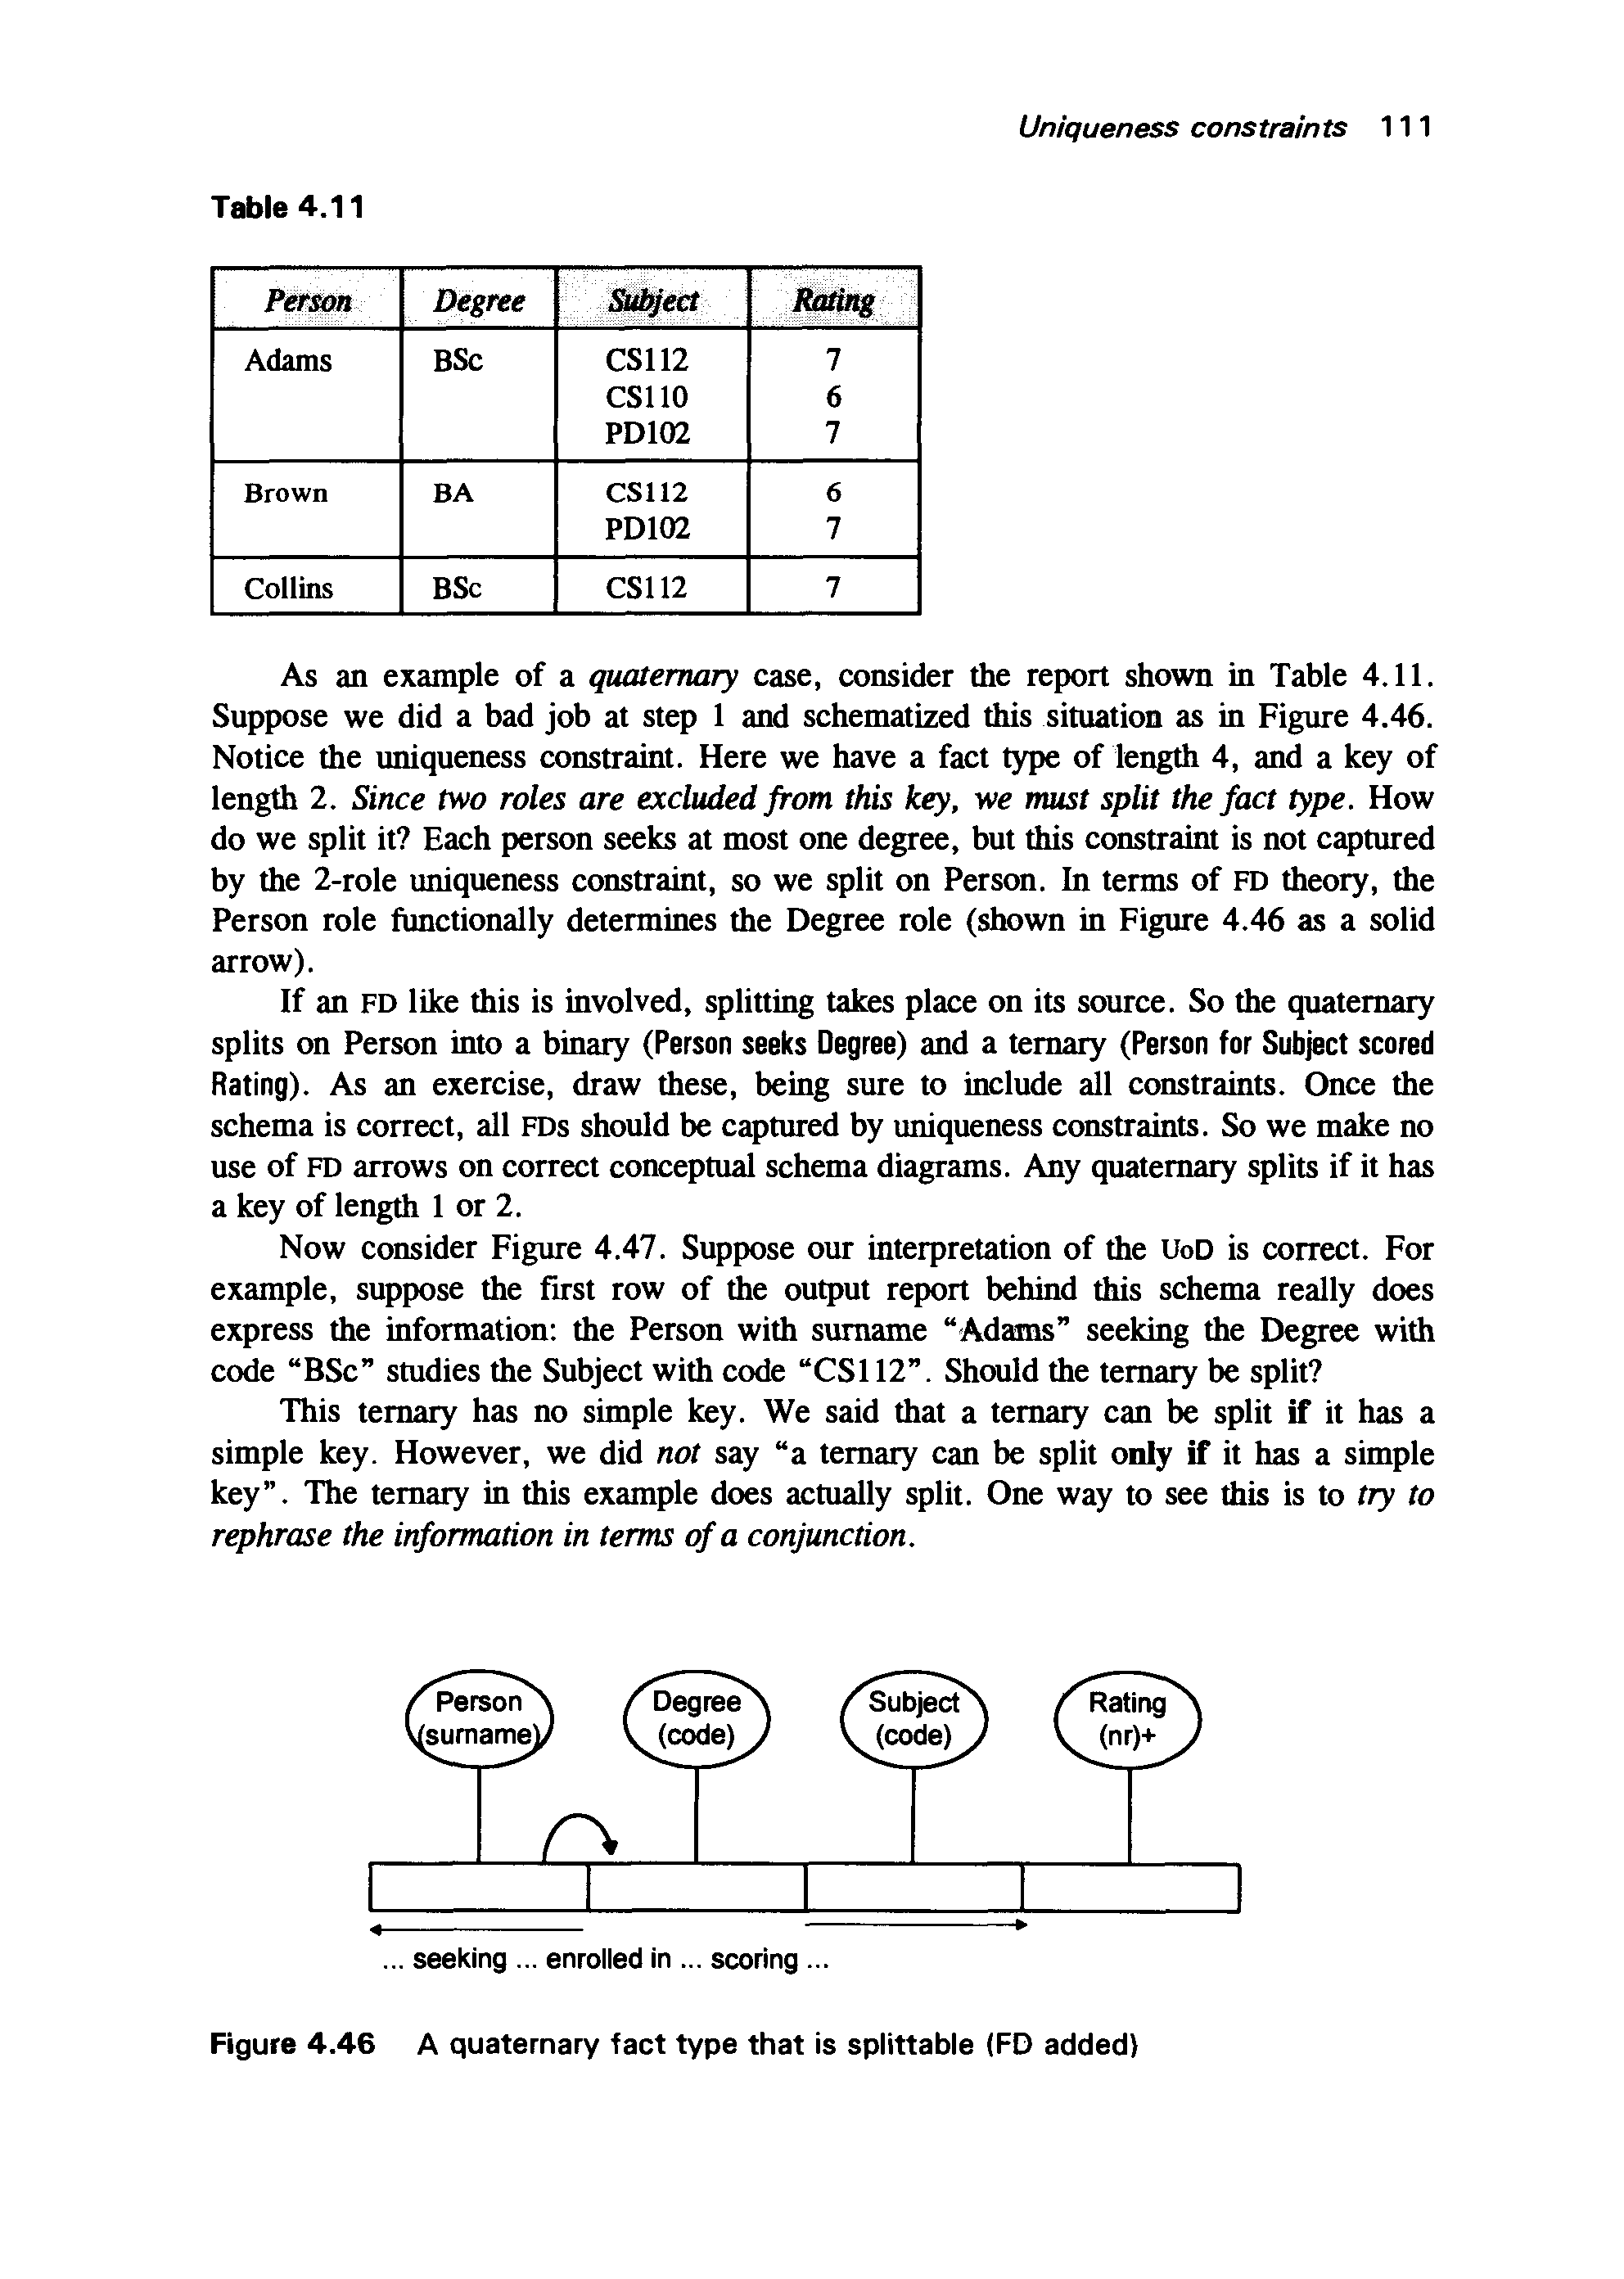 Uniqueness constraints 111
Table 4.11
Person Degree Subject Rating
Adams BSc CS112 7
CS110 6
PD102 7
Brown BA CS112 6
PD102 7
Collins BSc CS112 7
As an example of a quaternary case, consider the report shown in Table 4.11.
Suppose we did a bad job at step 1 and schematized this situation as in Figure 4.46.
Notice the uniqueness constraint. Here we have a fact type of length 4, and a key of
length 2. Since two roles are excluded from this key, we must split the fact type. How
do we split it? Each person seeks at most one degree, but this constraint is not captured
by the 2-role uniqueness constraint, so we split on Person. In terms of FD theory, the
Person role functionally determines the Degree role (shown in Figure 4.46 as a solid
arrow).
If an FD like this is involved, splitting takes place on its source. So the quaternary
splits on Person into a binary (Person seeks Degree) and a ternary (Person for Subject scored
Rating). As an exercise, draw these, being sure to include all constraints. Once the
schema is correct, all FDs should be captured by uniqueness constraints. So we make no
use of FD arrows on correct conceptual schema diagrams. Any quaternary splits if it has
a key of length 1 or 2.
Now consider Figure 4.47. Suppose our interpretation of the UoD is correct. For
example, suppose the first row of the output report behind this schema really does
express the information: the Person with surname “Adams” seeking the Degree with
code “BSc” studies the Subject with code “CS112”. Should the ternary be split?
This ternary has no simple key. We said that a ternary can be split if it has a
simple key. However, we did not say “a ternary can be split only if it has a simple
key”. The ternary in this example does actually split. One way to see this is to try to
rephrase the information in terms of a conjunction.
Person Degree Subject Rating
(surname) (code) (code) (nr)+
... seeking ... enrolled in ... scoring ...
Figure 4.46 A quaternary fact type that is splittable (FD added)